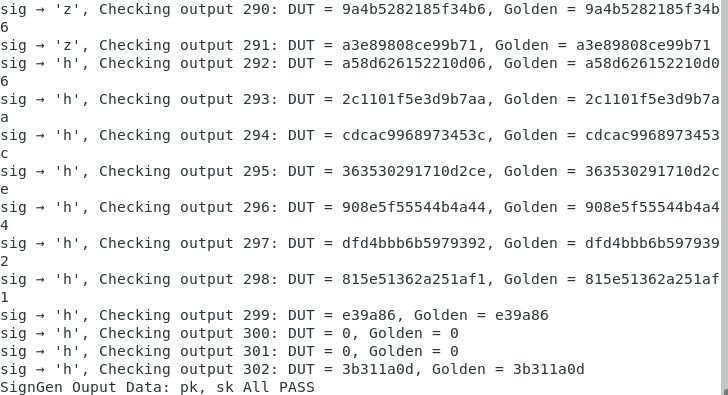 sig → 'z', Checking output 290: DUT = 9a4b5282185f34b6, Golden = 9a4b5282185f34b
6
sig → 'z', Checking output 291: DUT = a3e89808ce99b71, Golden = a3e89808ce99b71
sig → 'h', Checking output 292: DUT = a58d626152210d06, Golden = a58d626152210d0
6
sig → 'h', Checking output 293: DUT = 2c1101f5e3d9b7aa, Golden = 2c1101f5e3d9b7a
a
sig → 'h', Checking output 294: DUT = cdcac9968973453c, Golden = cdcac9968973453
c
sig → 'h', Checking output 295: DUT = 363530291710d2ce, Golden = 363530291710d2c
e
sig → 'h', Checking output 296: DUT = 908e5f55544b4a44, Golden = 908e5f55544b4a4
4
sig → 'h', Checking output 297: DUT = dfd4bbb6b5979392, Golden = dfd4bbb6b597939
2
sig → 'h', Checking output 298: DUT = 815e51362a251af1, Golden = 815e51362a251af
1
sig → 'h', Checking output 299: DUT = e39a86, Golden = e39a86
sig → 'h', Checking output 300: DUT = 0, Golden = 0
sig → 'h', Checking output 301: DUT = 0, Golden = 0
sig → 'h', Checking output 302: DUT = 3b311a0d, Golden = 3b311a0d
SignGen Ouput Data: pk, sk All PASS